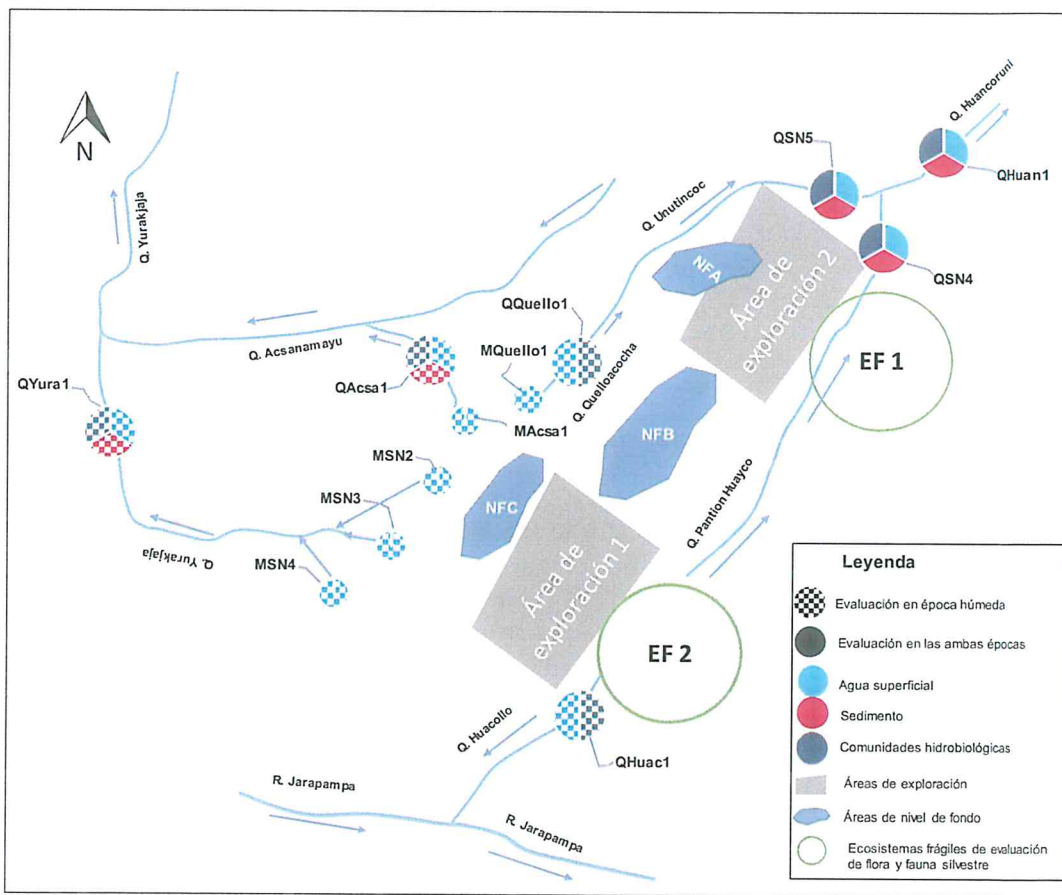 Q. Huancoruni
N
QSN5
QHuan1
Q. Unutincoc
Q. Yurakjaja
NFA
Área de
exploración 2
QSN4
QQuello1
Q. Acsanamayu
MQuello1
QYura1
QAcsa1
Q. Quelloacocha
EF 1
MAcsa1
NFB
MSN2
MSN3
NFC
Q. Pantion Huayco
Q. Yurakjaja
MSN4
Área de
exploración 1
EF 2
Q. Huacollo
QHuac1
R. Jarapampa
R. Jarapampa
Leyenda
Evaluación en época húmeda
Evaluación en las ambas épocas
Agua superficial
Sedimento
Comunidades hidrobiológicas
Áreas de exploración
Áreas de nivel de fondo
Ecosistemas frágiles de evaluación
de flora y fauna silvestre